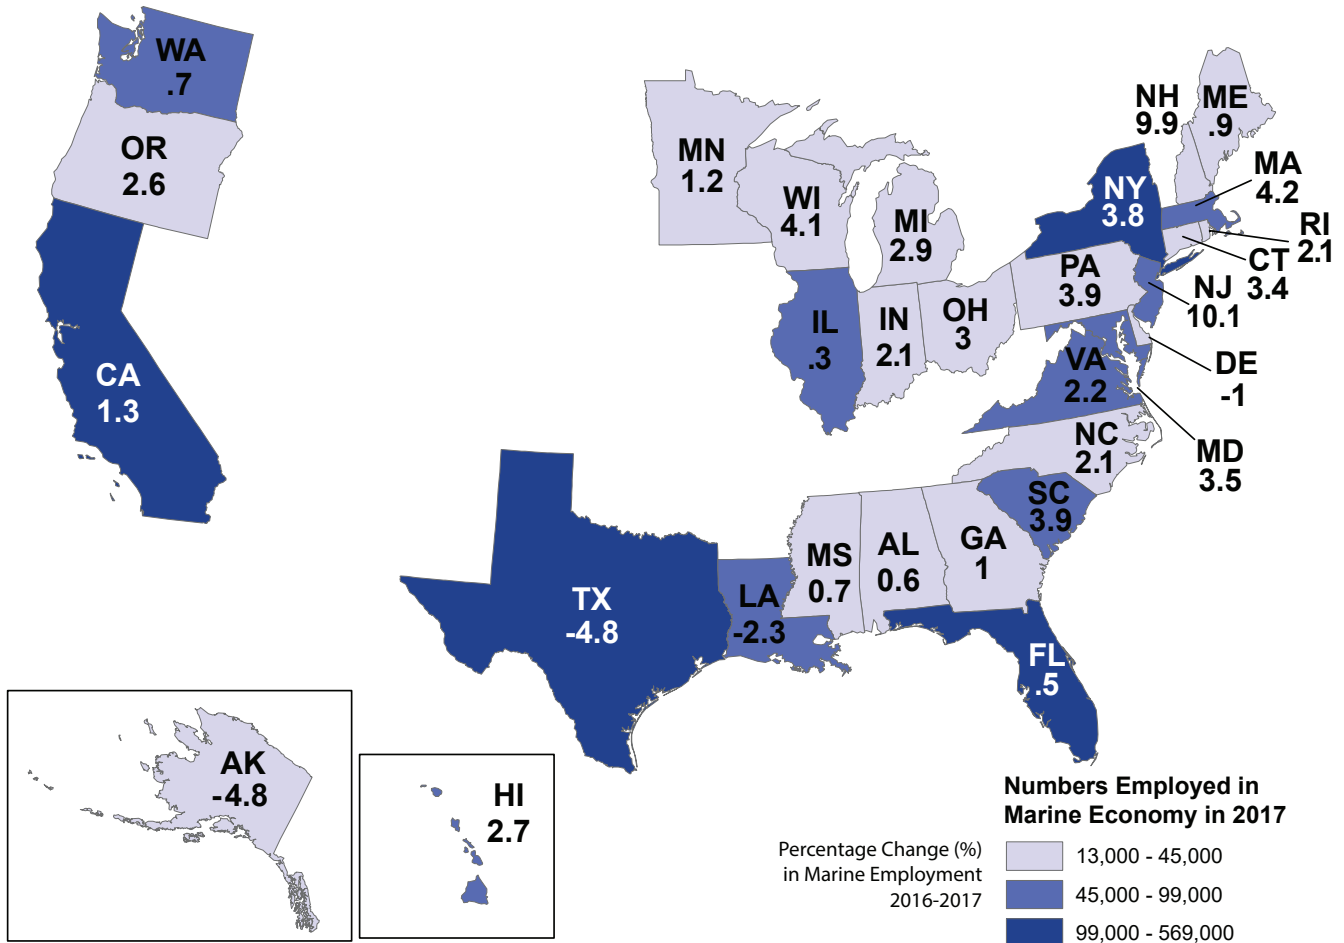 WA
.7
OR
2.6
CA
1.3
MN
1.2
WI
4.1
MI
2.9
IL
.3
IN
2.1
OH
3
NH
9.9
ME
.9
MA
4.2
RI
2.1
CT
3.4
NY
3.8
PA
3.9
NJ
10.1
DE
-1
MD
3.5
VA
2.2
NC
2.1
SC
3.9
GA
1
AL
0.6
MS
0.7
LA
-2.3
TX
-4.8
FL
.5
AK
-4.8
HI
2.7
Numbers Employed in
Marine Economy in 2017
Percentage Change (%)
in Marine Employment
2016-2017
13,000 - 45,000
45,000 - 99,000
99,000 - 569,000